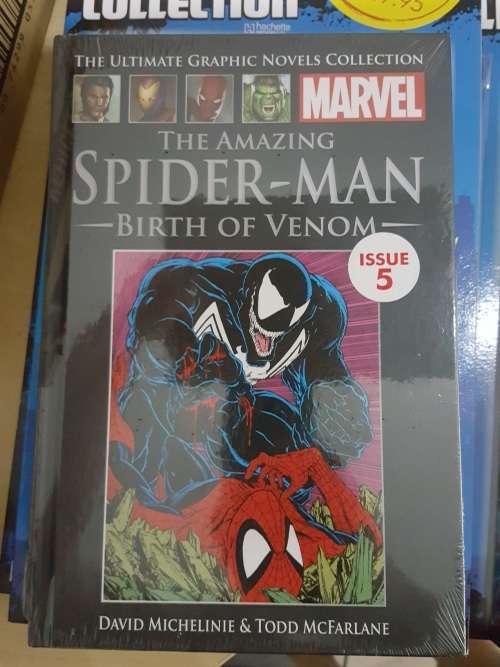 COLLECTION
hachette
THE ULTIMATE GRAPHIC NOVELS COLLECTION
MARVEL
THE AMAZING
SPIDER-MAN
BIRTH OF VENOM
ISSUE
5
DAVID MICHELINIE & TODD MCFARLANE